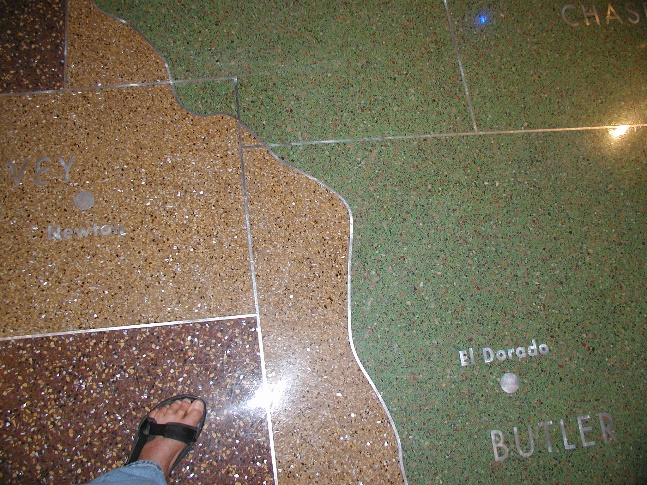 CHAS
VEY
Newton
El Dorado
BUTLER